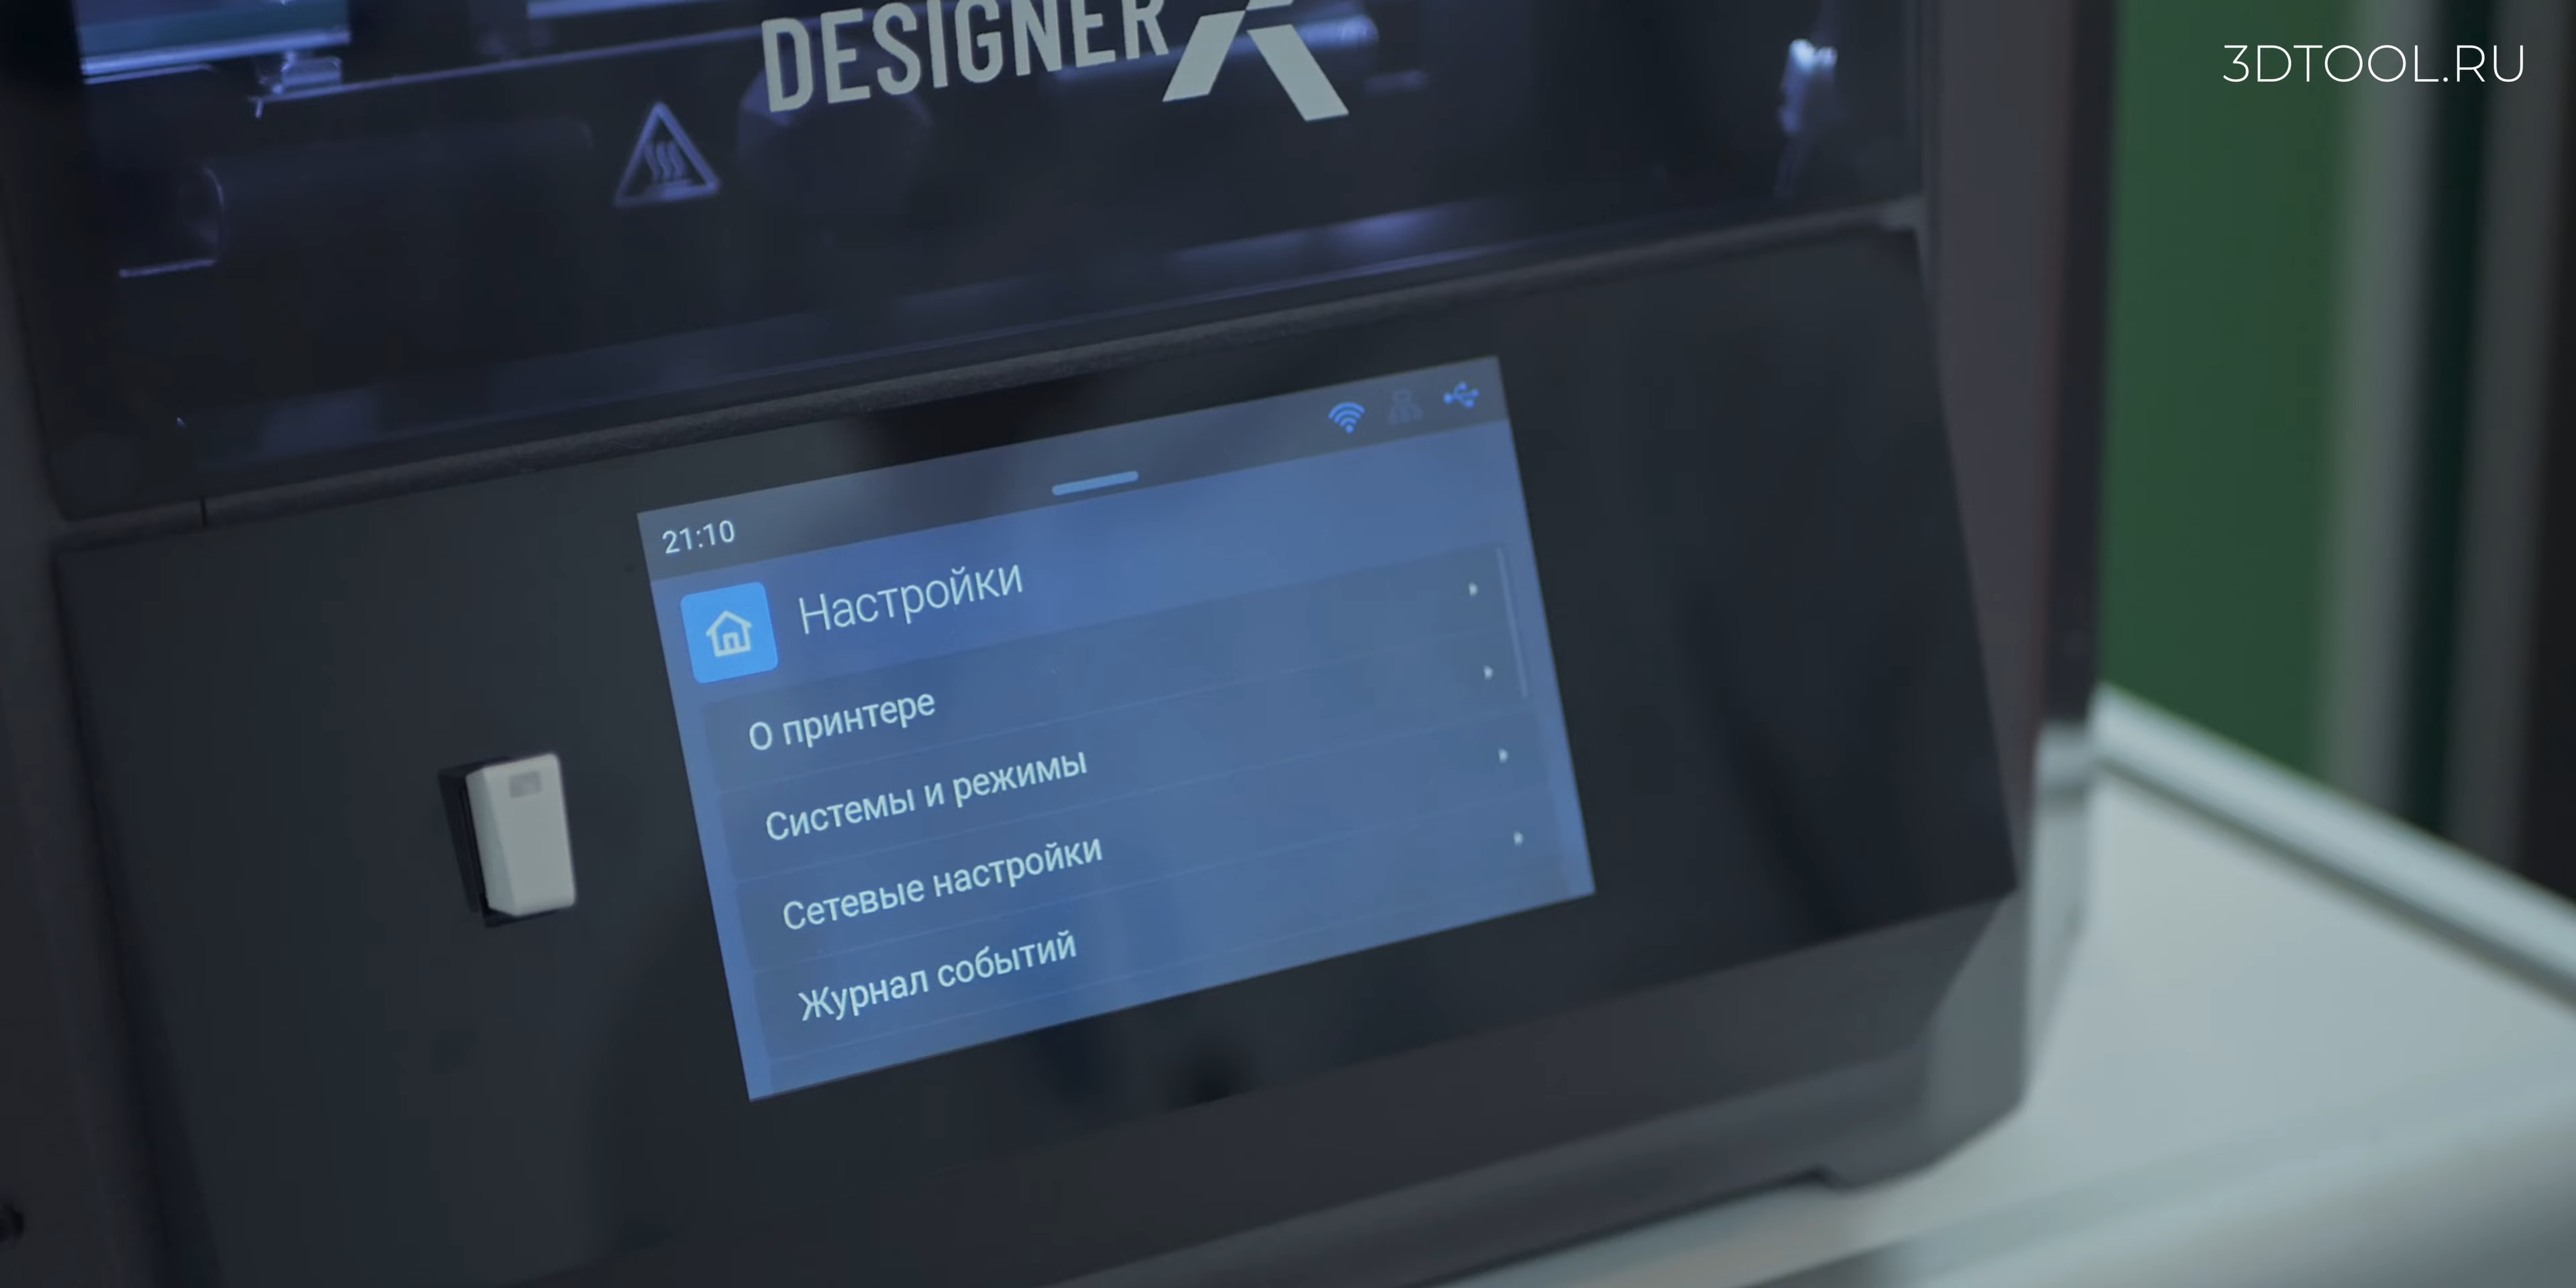 DESIGNER X
3DTOOL.RU
21:10
Настройки
О принтере
Системы и режимы
Сетевые настройки
Журнал событий